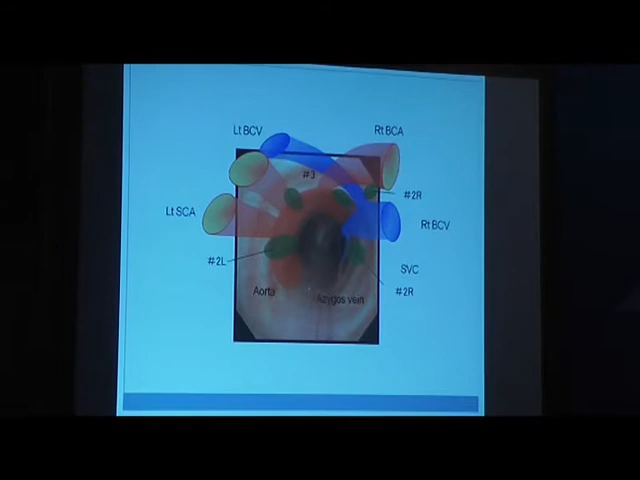 Lt BCV
Rt BCA
#3
#2R
Lt SCA
Rt BCV
#2L
SVC
Aorta
Azygos vein
#2R